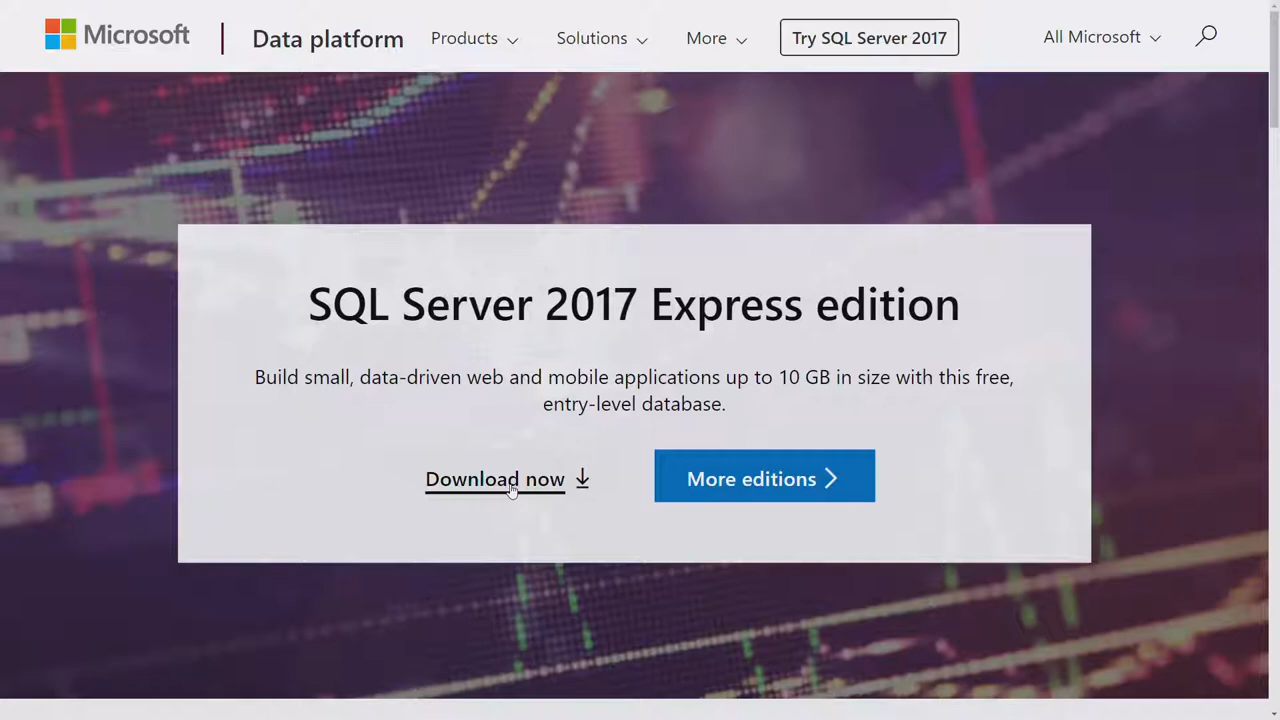 Microsoft
Data platform
Products
Solutions
More
Try SQL Server 2017
All Microsoft
SQL Server 2017 Express edition
Build small, data-driven web and mobile applications up to 10 GB in size with this free,
entry-level database.
Download now
More editions